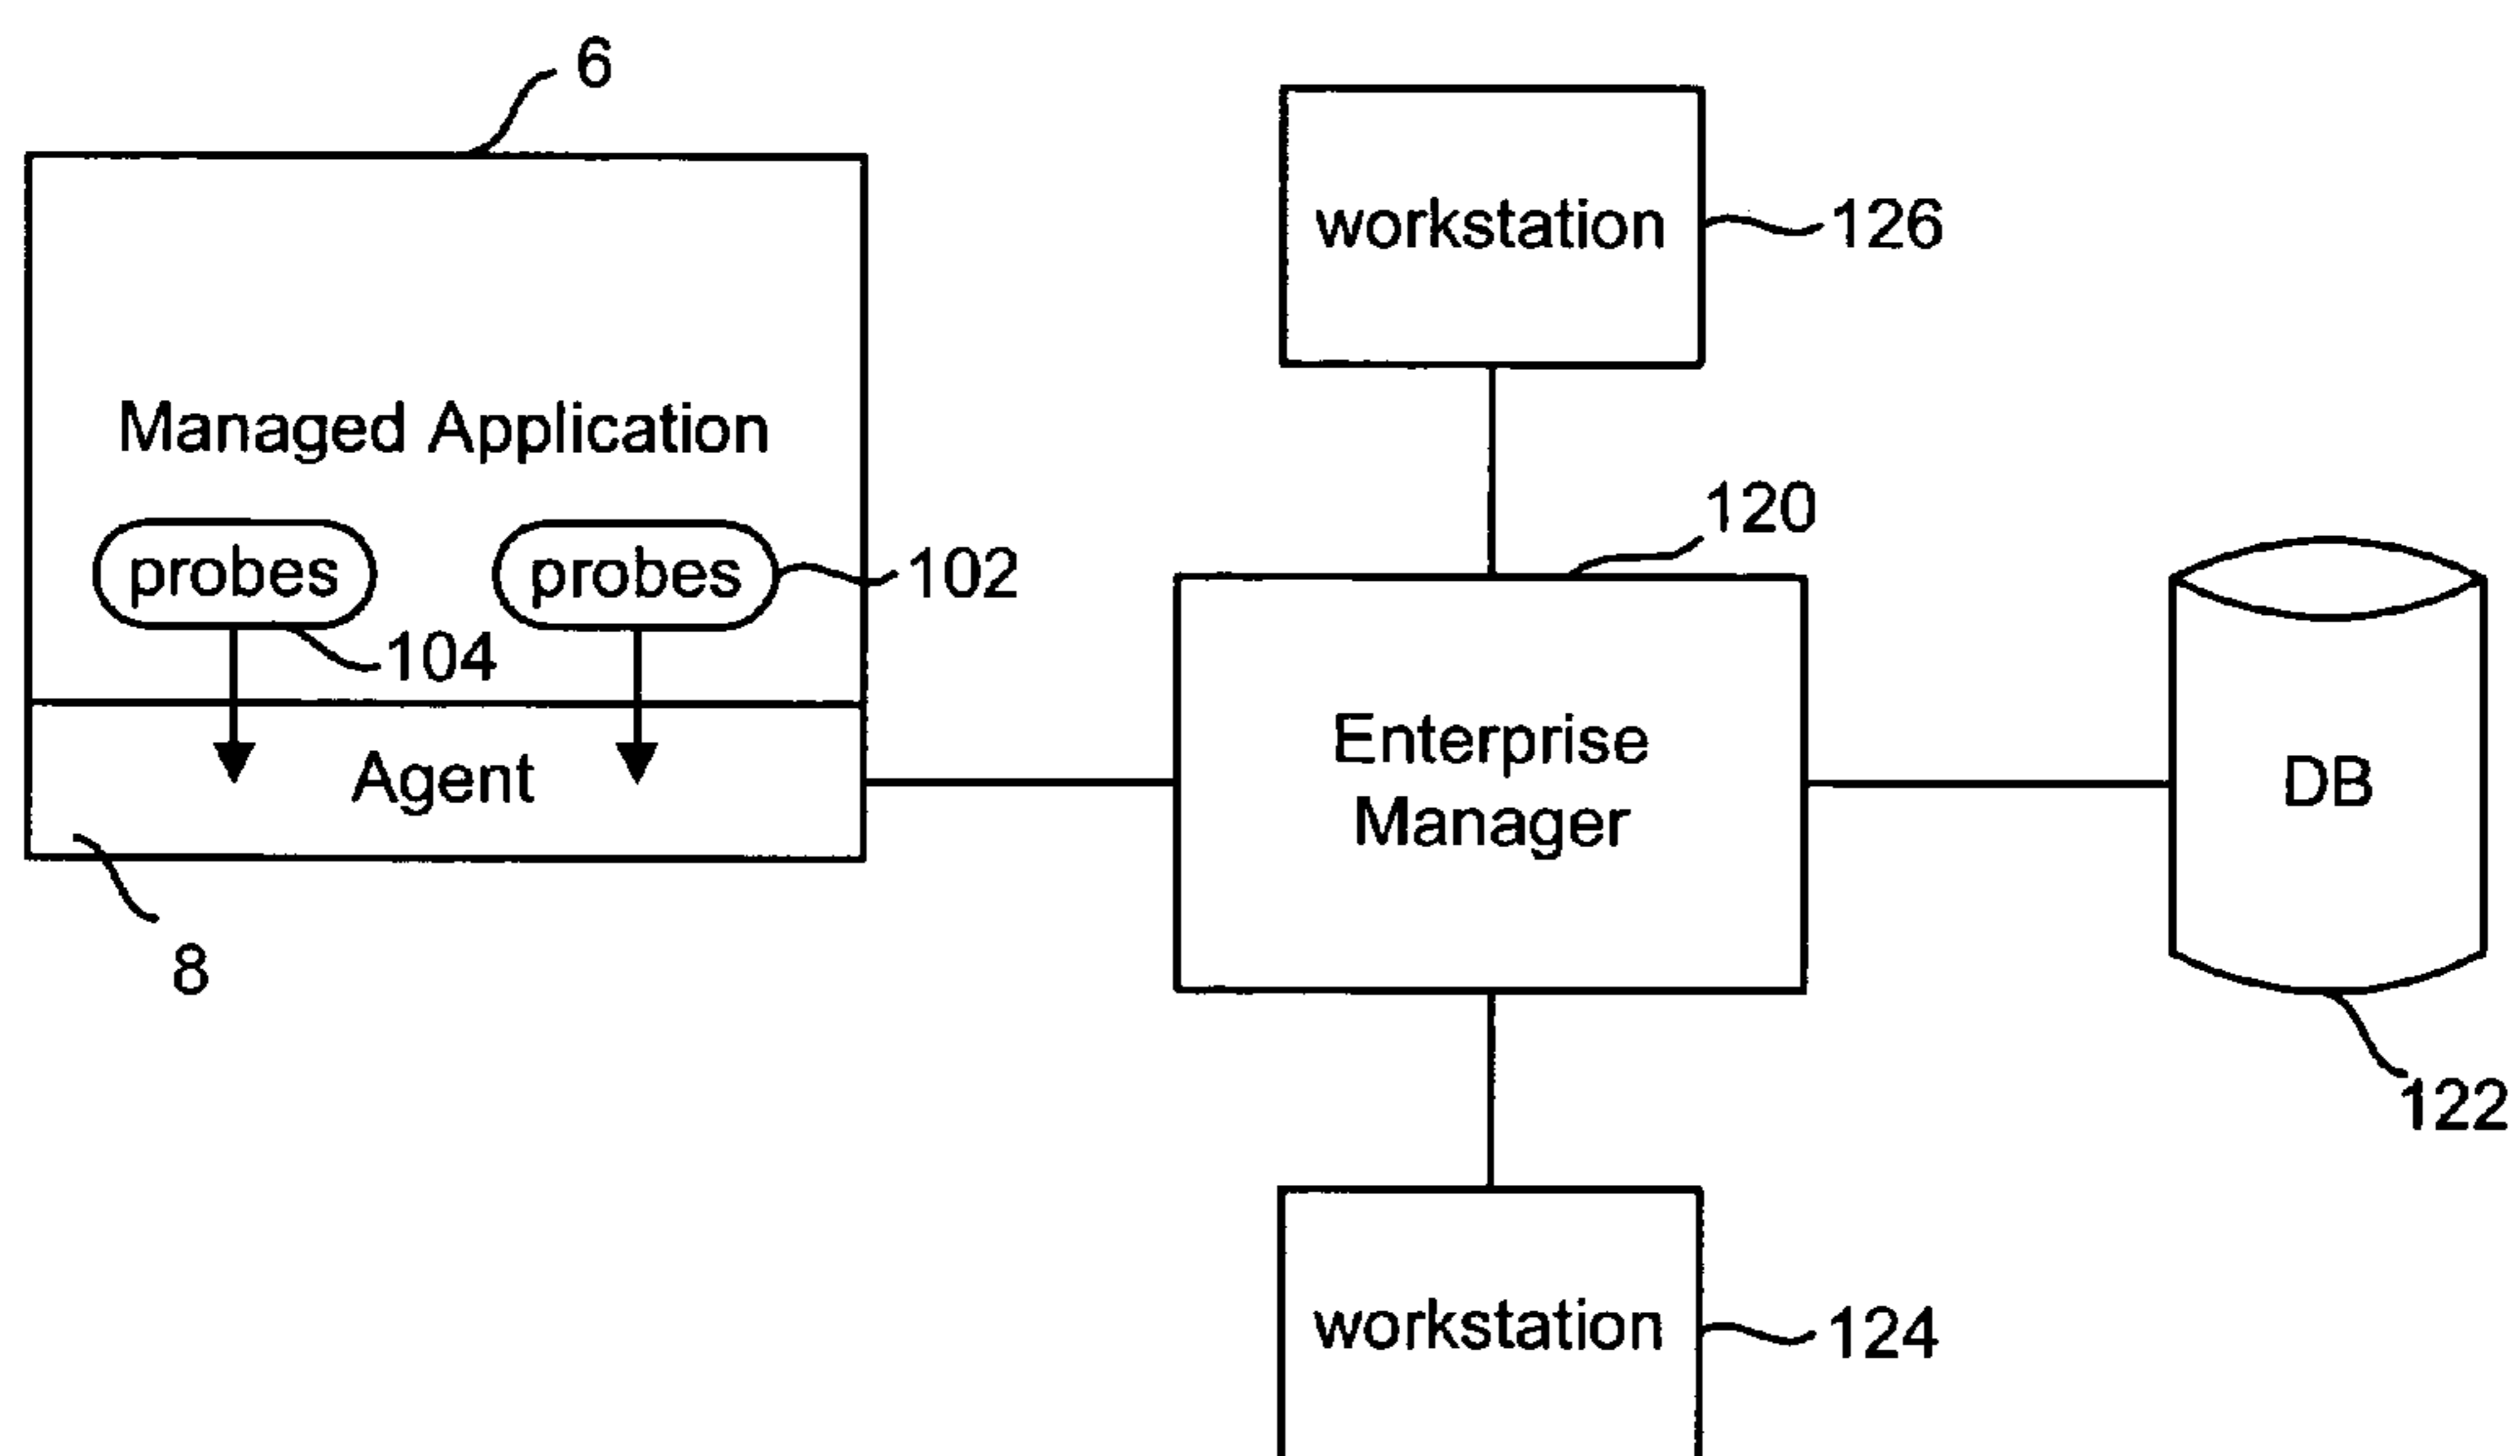 6
workstation
126
Managed Application
120
probes
probes
102
104
Enterprise
Manager
DB
Agent
8
122
workstation
124